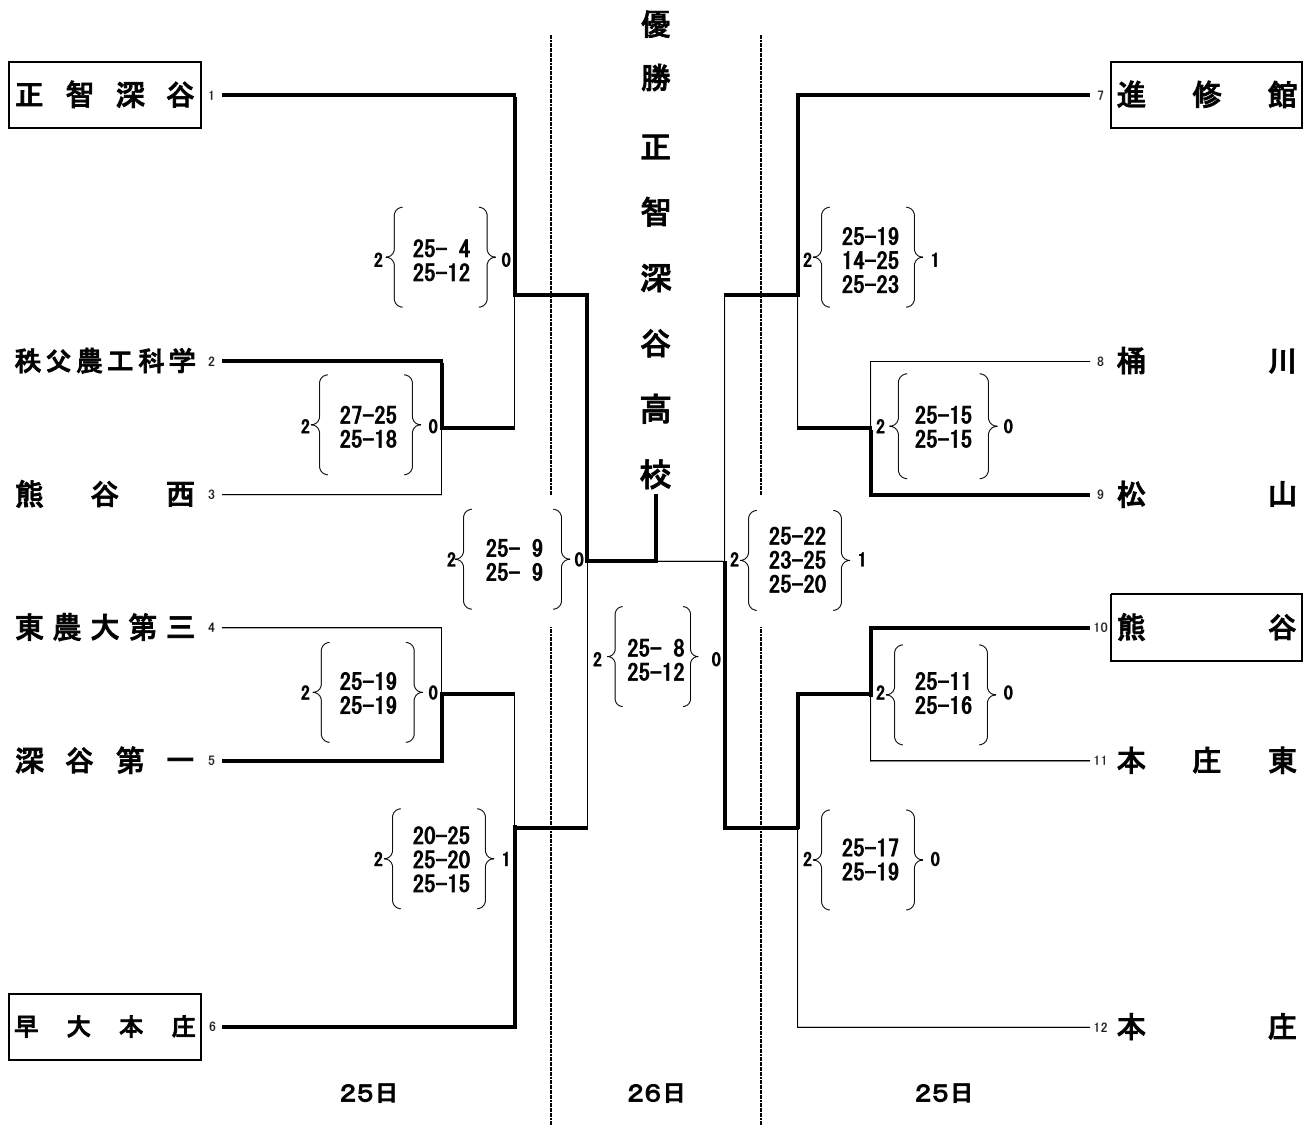 優勝 正智深谷高校
正智深谷 1
2 25- 4 0
25-12
秩父農工科学 2
2 27-25 0
25-18
熊谷西 3
2 25- 9 0
25- 9
東農大第三 4
2 25-19 0
25-19
深谷第一 5
2 20-25 1
25-20
25-15
早大本庄 6
2 25- 8 0
25-12
7 進修館
2 25-19 1
14-25
25-23
8 桶川
2 25-15 0
25-15
9 松山
2 25-22 1
23-25
25-20
10 熊谷
2 25-11 0
25-16
11 本庄東
2 25-17 0
25-19
12 本庄
25日 26日 25日